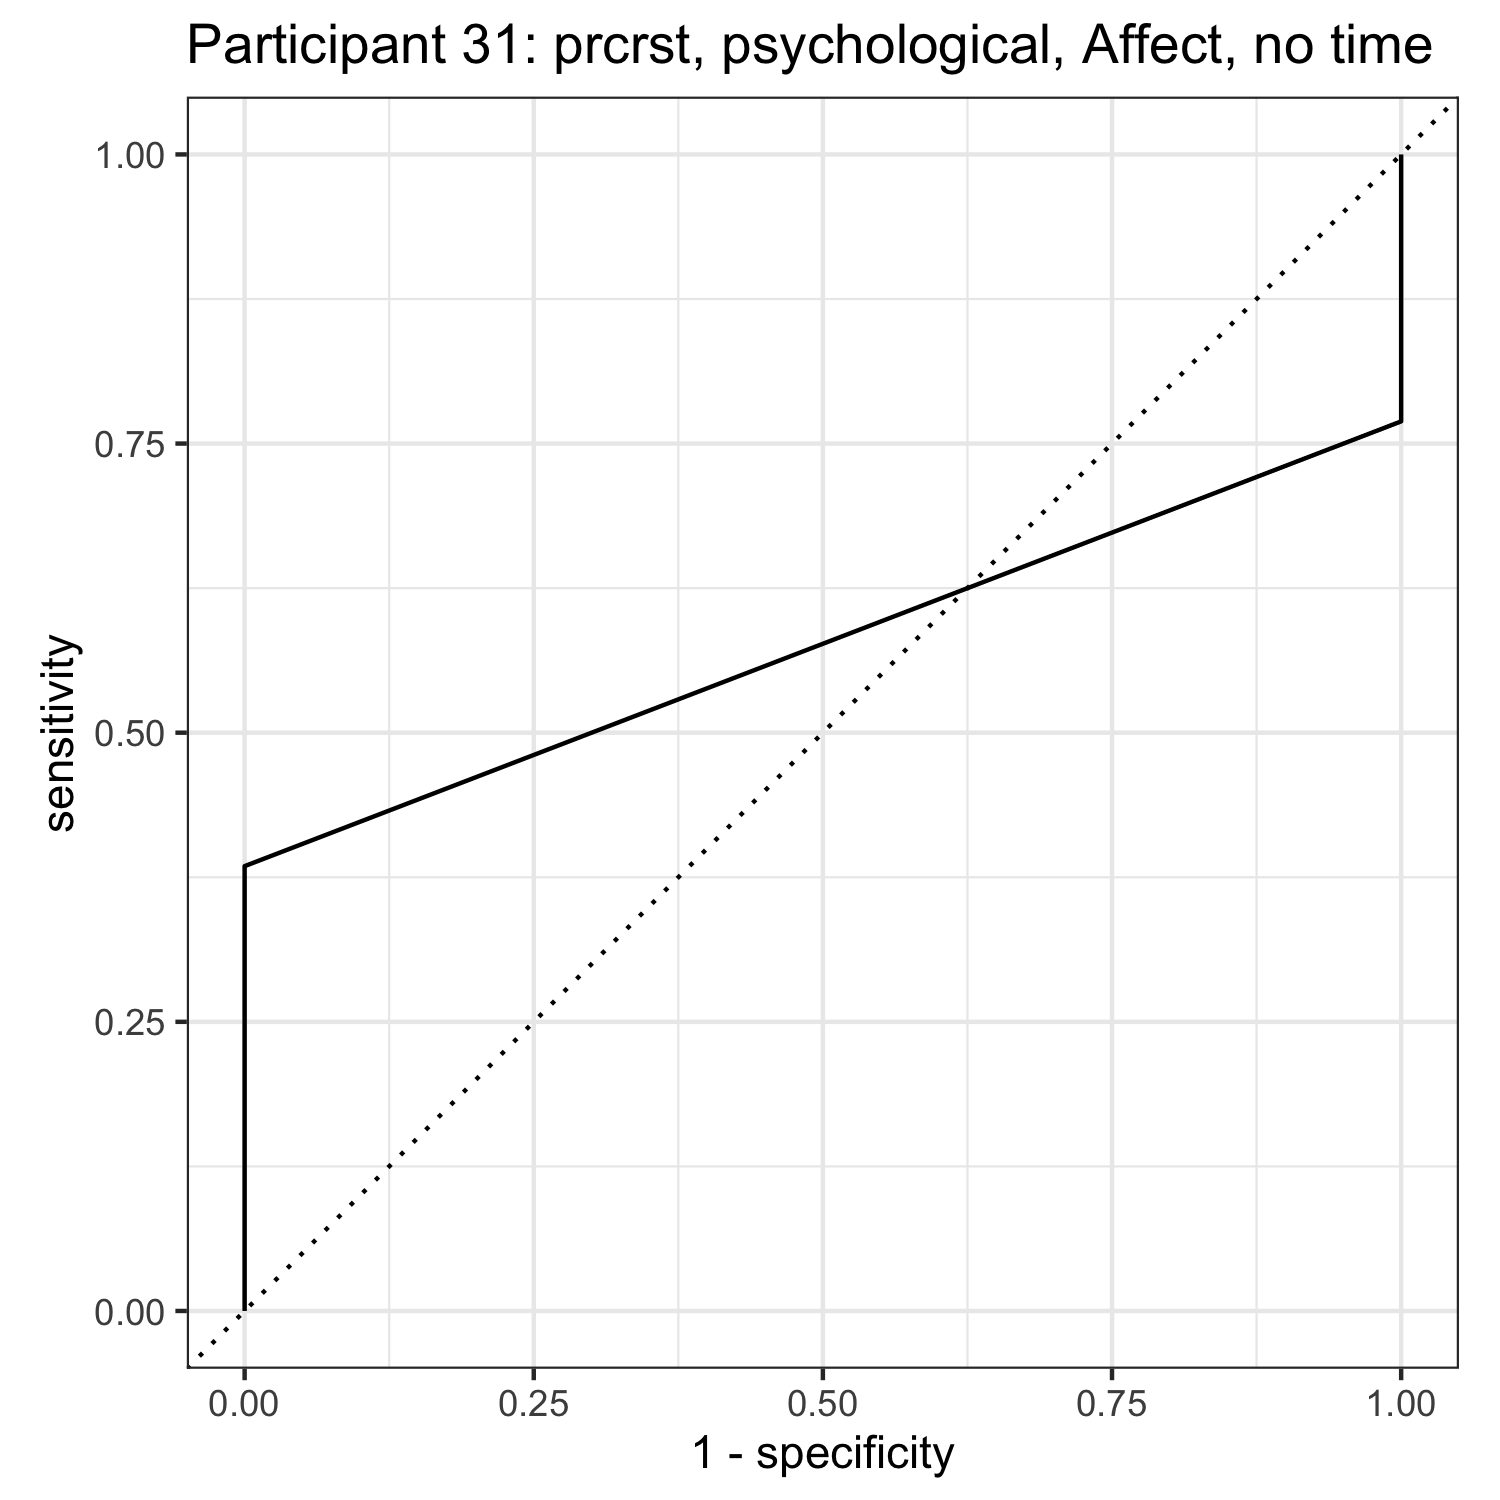 Participant 31: prcrst, psychological, Affect, no time
1.00
0.75
0.50
0.25
0.00
sensitivity
0.00 0.25 0.50 0.75 1.00
1 - specificity